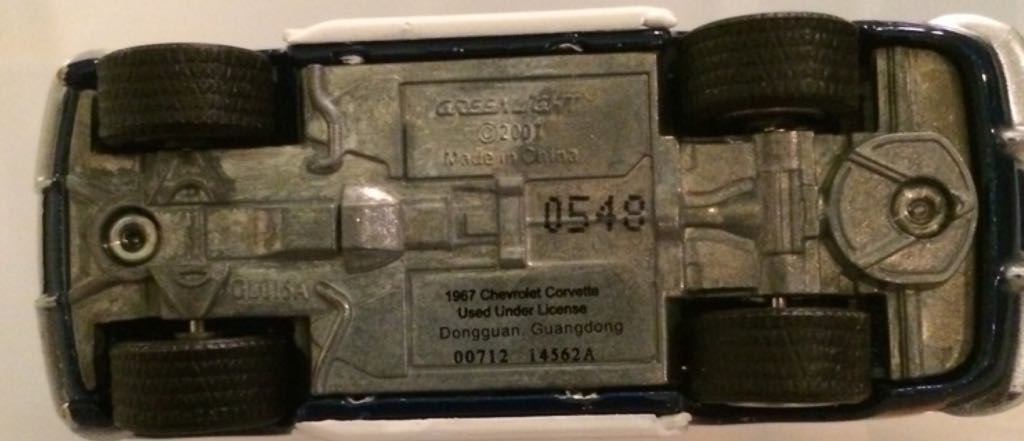 GREENLIGHT
©2001
Made in China
0548
1967 Chevrolet Corvette
Used Under License
Dongguan, Guangdong
00712 14562A